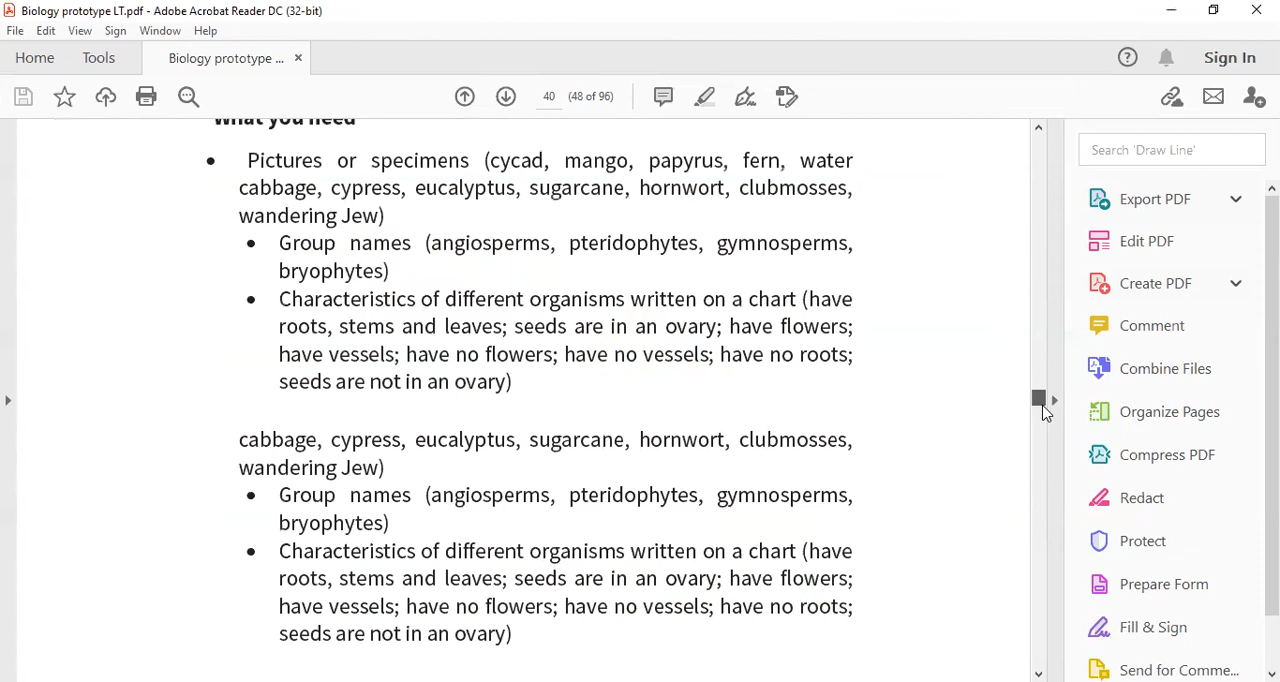 Biology prototype LT.pdf - Adobe Acrobat Reader DC (32-bit)
File Edit View Sign Window Help
Home Tools Biology prototype ... ×
Sign In
40 (48 of 96)
What you need
• Pictures or specimens (cycad, mango, papyrus, fern, water
cabbage, cypress, eucalyptus, sugarcane, hornwort, clubmosses,
wandering Jew)
• Group names (angiosperms, pteridophytes, gymnosperms,
bryophytes)
• Characteristics of different organisms written on a chart (have
roots, stems and leaves; seeds are in an ovary; have flowers;
have vessels; have no flowers; have no vessels; have no roots;
seeds are not in an ovary)
cabbage, cypress, eucalyptus, sugarcane, hornwort, clubmosses,
wandering Jew)
• Group names (angiosperms, pteridophytes, gymnosperms,
bryophytes)
• Characteristics of different organisms written on a chart (have
roots, stems and leaves; seeds are in an ovary; have flowers;
have vessels; have no flowers; have no vessels; have no roots;
seeds are not in an ovary)
Search 'Draw Line'
Export PDF
Edit PDF
Create PDF
Comment
Combine Files
Organize Pages
Compress PDF
Redact
Protect
Prepare Form
Fill & Sign
Send for Comme...